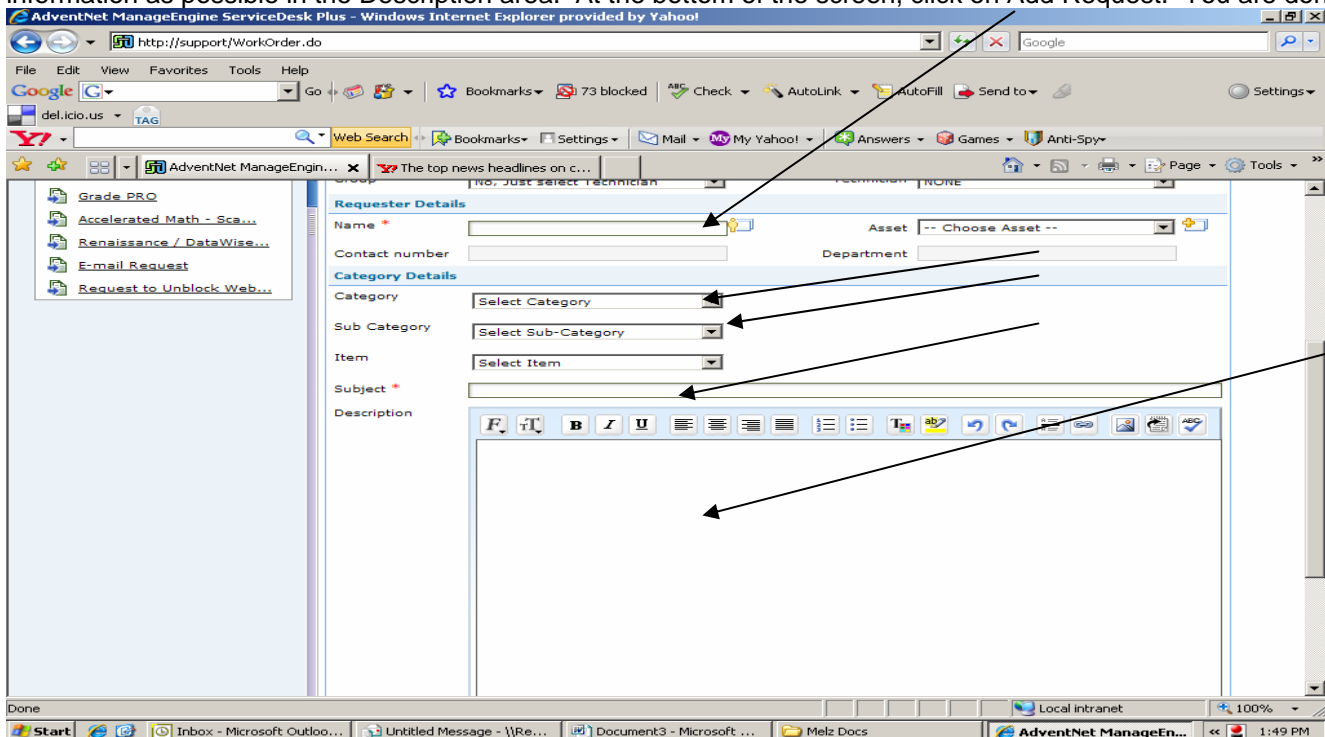 information as possible in the Description area. At the bottom of the screen, click on Add Request. You are don
AdventNet ManageEngine ServiceDesk Plus - Windows Internet Explorer provided by Yahoo!
http://support/WorkOrder.do
Google
File Edit View Favorites Tools Help
Google G Go Bookmarks 73 blocked ABC Check AutoLink AutoFill Send to Settings
del.icio.us TAG
Y! - Web Search Bookmarks Settings Mail My My Yahoo! Answers Games Anti-Spy
AdventNet ManageEngin... x Y! The top news headlines on c... Page Tools »
Group No, Just select Technician Technician NONE
Grade PRO
Accelerated Math - Sca...
Renaissance / DataWise...
E-mail Request
Request to Unblock Web...
Requester Details
Name * Asset -- Choose Asset --
Contact number Department
Category Details
Category Select Category
Sub Category Select Sub-Category
Item Select Item
Subject *
Description
F T B I U T ab ABC
Done Local intranet 100%
Start Inbox - Microsoft Outloo... Untitled Message - \\Re... Document3 - Microsoft ... Melz Docs AdventNet ManageEn... « 1:49 PM